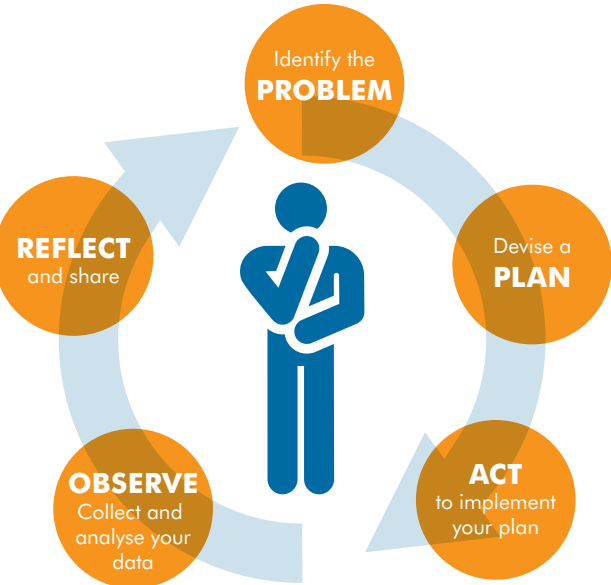 Identify the
PROBLEM
Devise a
PLAN
ACT
to implement
your plan
OBSERVE
Collect and
analyse your
data
REFLECT
and share